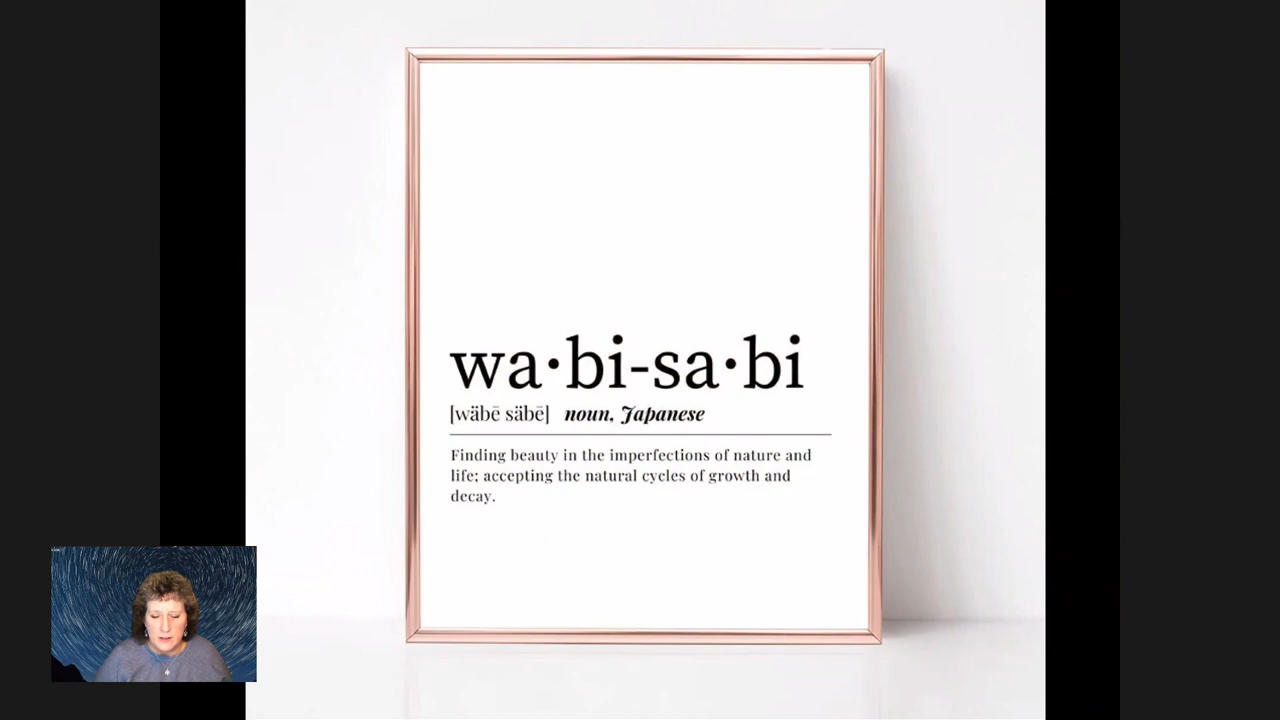 wa·bi-sa·bi
[wäbē säbē] noun, Japanese
Finding beauty in the imperfections of nature and
life; accepting the natural cycles of growth and
decay.